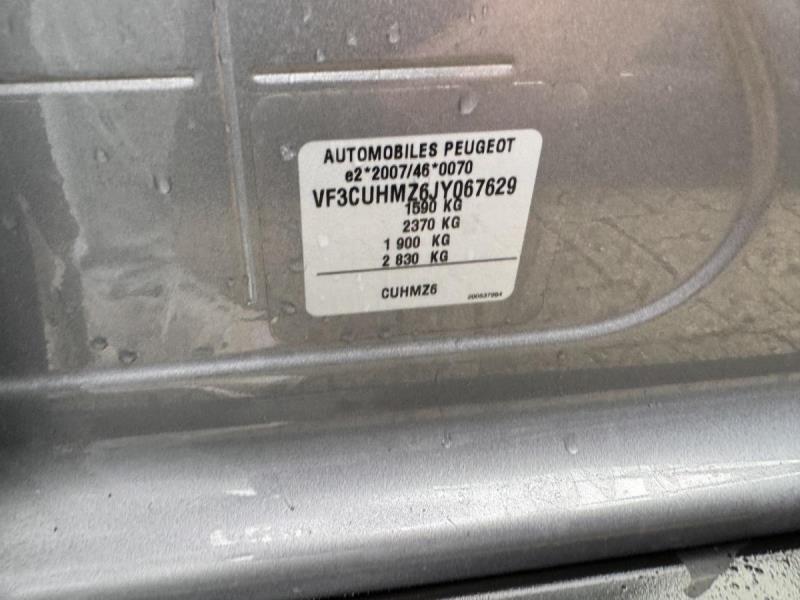 AUTOMOBILES PEUGEOT
e2*2007/46*0070
VF3CUHMZ6JY067629
1590 KG
2370 KG
1 900 KG
2 830 KG
CUHMZ6